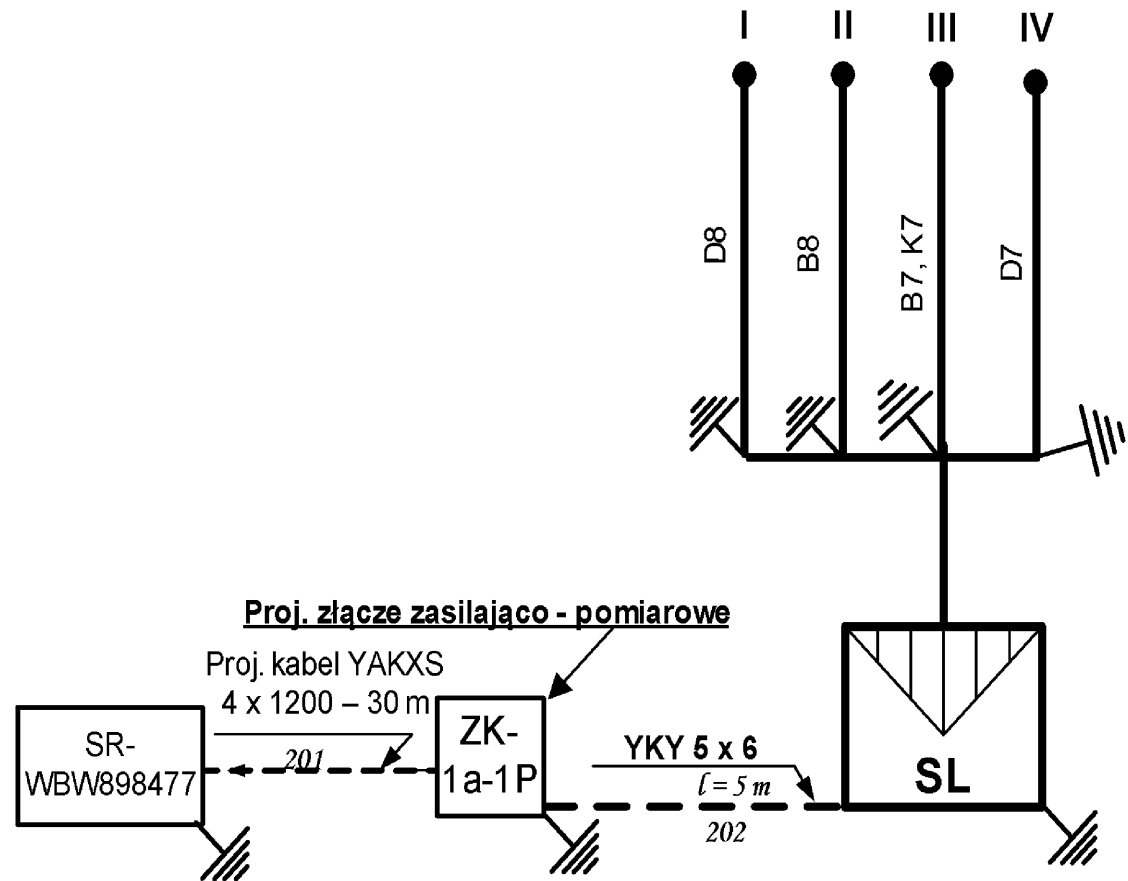 I II III IV
D8
B8
B7, K7
D7
Proj. złącze zasilająco - pomiarowe
Proj. kabel YAKXS
4 x 1200 – 30 m
201
SR-
WBW898477
ZK-
1a-1P
YKY 5 x 6
l = 5 m
202
SL